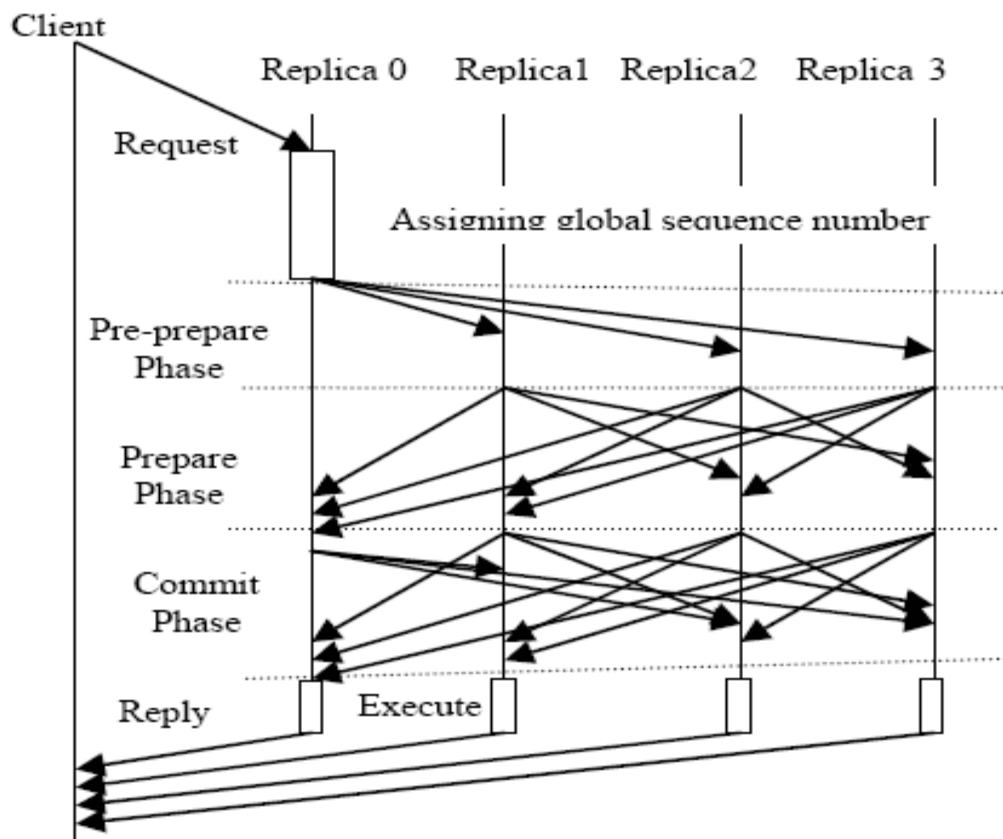 Client
Replica 0 Replica1 Replica2 Replica 3
Request
Assigning global sequence number
Pre-prepare
Phase
Prepare
Phase
Commit
Phase
Reply Execute